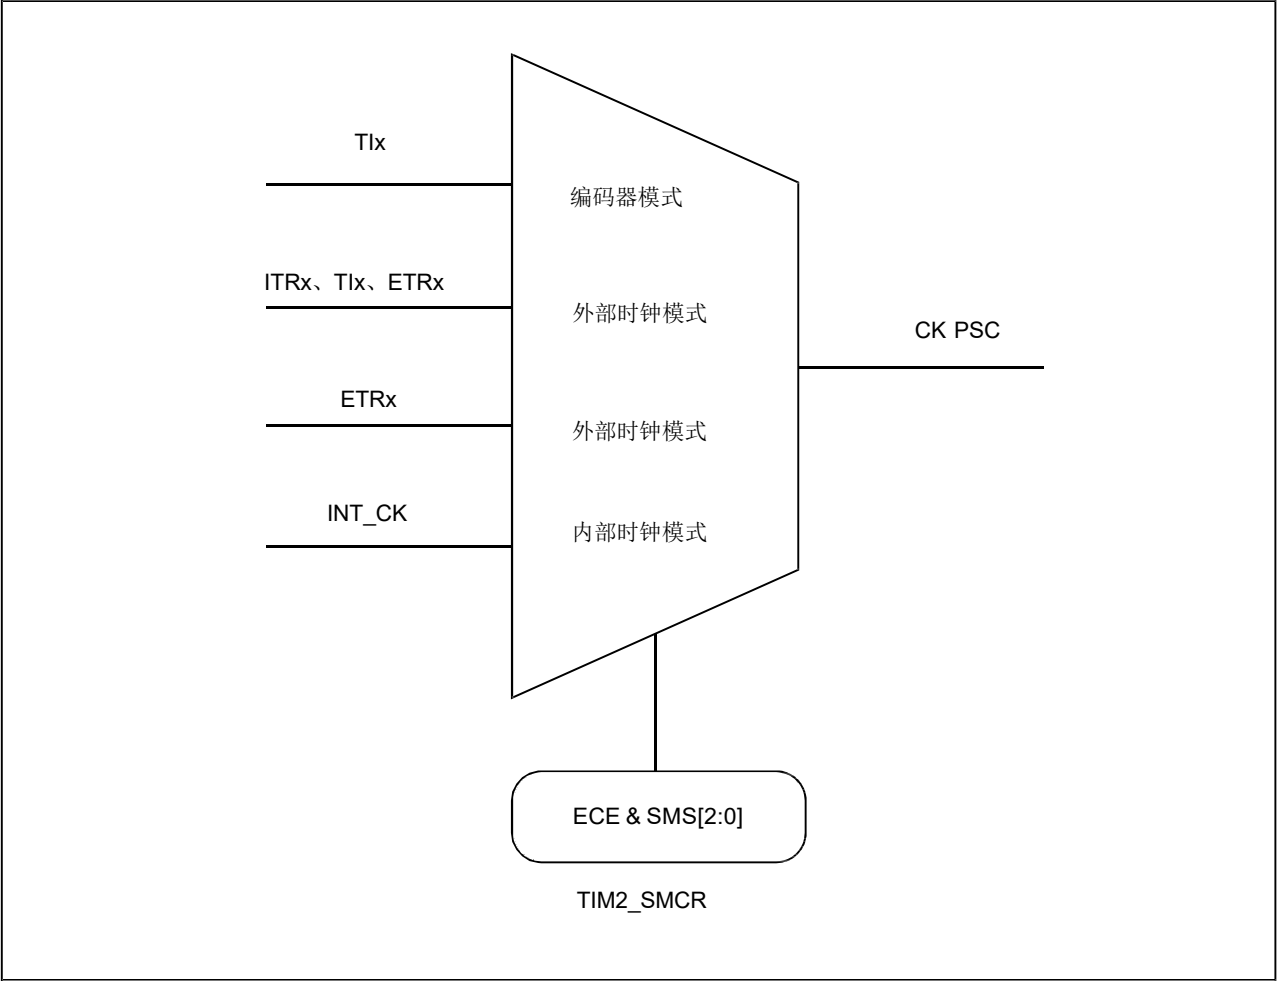 TIx
编码器模式
ITRx、TIx、ETRx
外部时钟模式
CK PSC
ETRx
外部时钟模式
INT_CK
内部时钟模式
ECE & SMS[2:0]
TIM2_SMCR